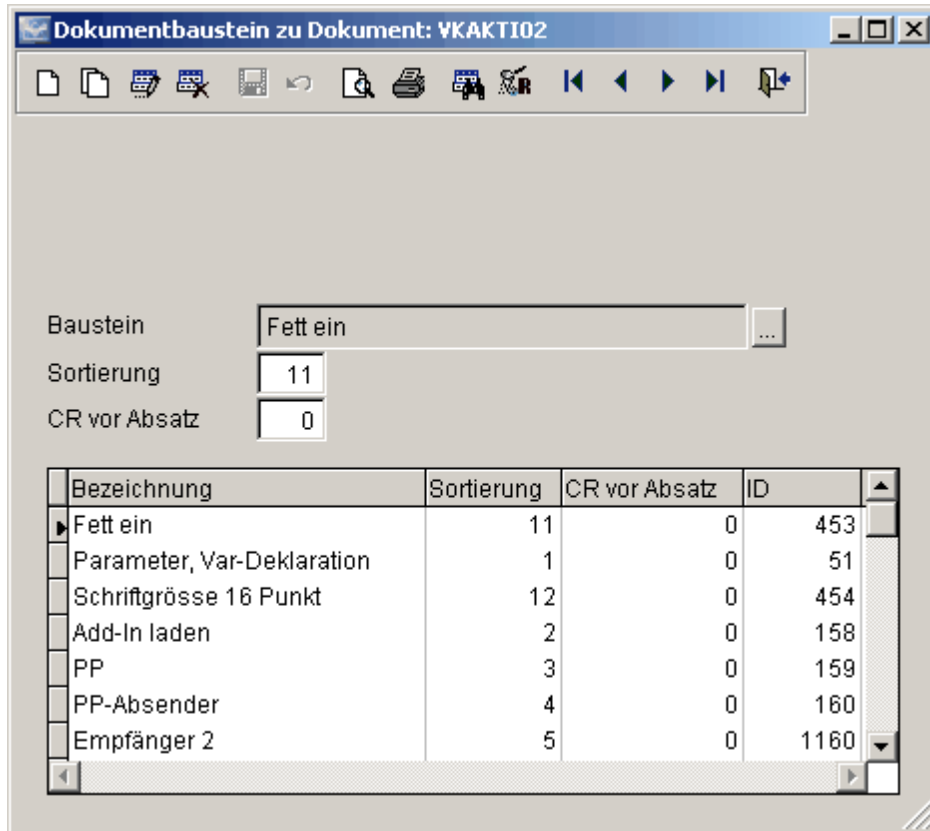 Dokumentbaustein zu Dokument: VKAKTI02
R
Baustein Fett ein ...
Sortierung 11
CR vor Absatz 0
Bezeichnung Sortierung CR vor Absatz ID
Fett ein 11 0 453
Parameter, Var-Deklaration 1 0 51
Schriftgrösse 16 Punkt 12 0 454
Add-In laden 2 0 158
PP 3 0 159
PP-Absender 4 0 160
Empfänger 2 5 0 1160